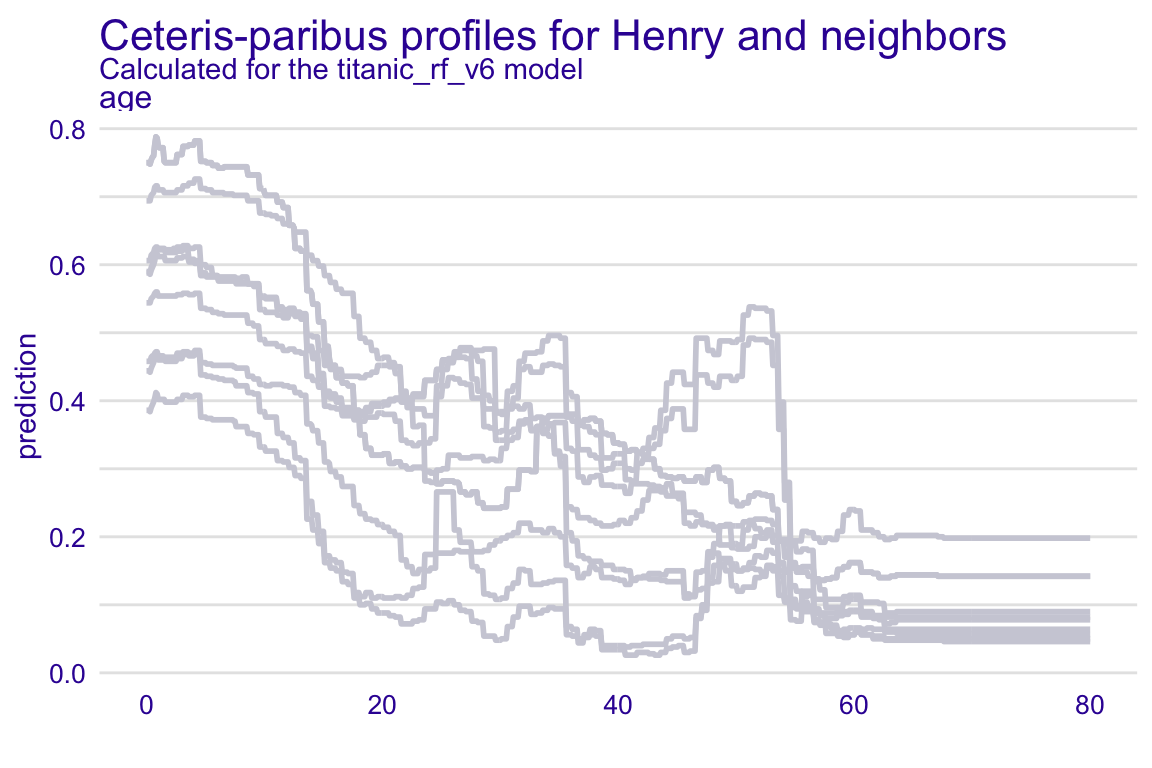 Ceteris-paribus profiles for Henry and neighbors
Calculated for the titanic_rf_v6 model
age
0.8
0.6
0.4
0.2
0.0
prediction
0
20
40
60
80